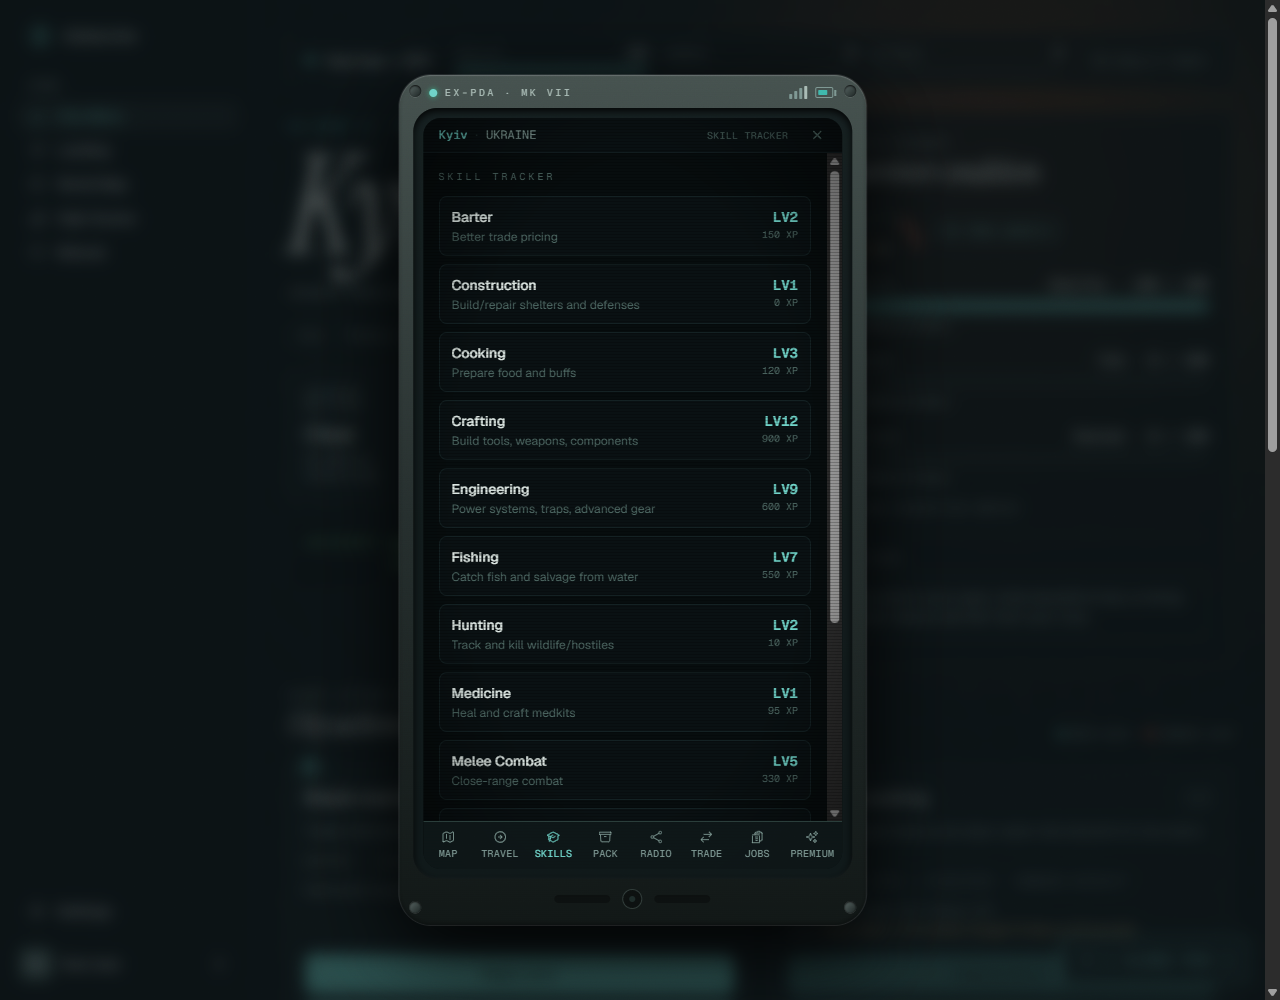 EX-PDA · MK VII
Kyiv · UKRAINE
SKILL TRACKER
SKILL TRACKER
Barter
LV2
Better trade pricing
150 XP
Construction
LV1
Build/repair shelters and defenses
0 XP
Cooking
LV3
Prepare food and buffs
120 XP
Crafting
LV12
Build tools, weapons, components
900 XP
Engineering
LV9
Power systems, traps, advanced gear
600 XP
Fishing
LV7
Catch fish and salvage from water
550 XP
Hunting
LV2
Track and kill wildlife/hostiles
10 XP
Medicine
LV1
Heal and craft medkits
95 XP
Melee Combat
LV5
Close-range combat
330 XP
MAP
TRAVEL
SKILLS
PACK
RADIO
TRADE
JOBS
PREMIUM